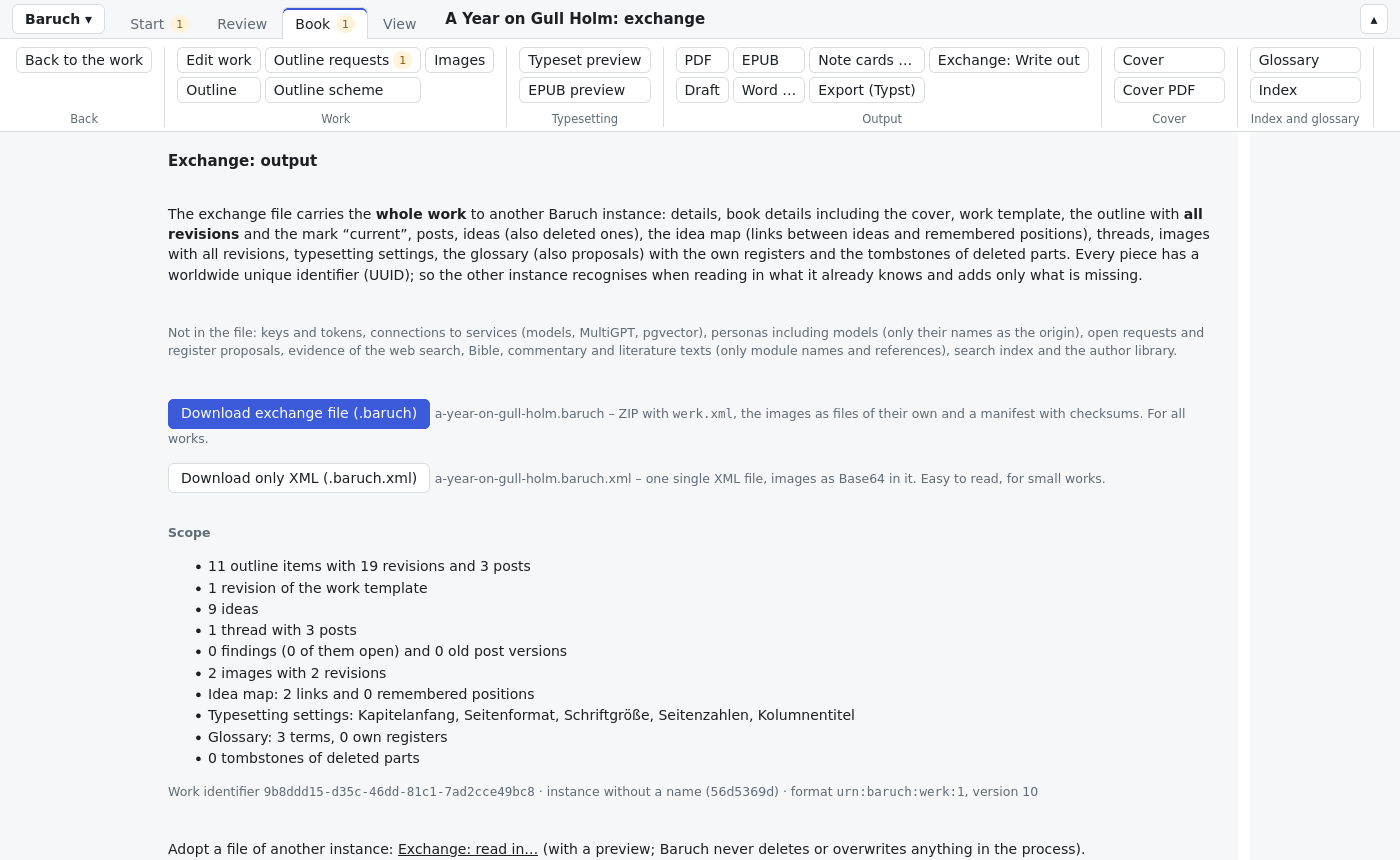 Baruch ▾ Start 1 Review Book 1 View A Year on Gull Holm: exchange ▴
Back to the work Edit work Outline requests 1 Images Typeset preview PDF EPUB Note cards … Exchange: Write out Cover Glossary
Outline Outline scheme EPUB preview Draft Word … Export (Typst) Cover PDF Index
Back Work Typesetting Output Cover Index and glossary
Exchange: output
The exchange file carries the whole work to another Baruch instance: details, book details including the cover, work template, the outline with all
revisions and the mark “current”, posts, ideas (also deleted ones), the idea map (links between ideas and remembered positions), threads, images
with all revisions, typesetting settings, the glossary (also proposals) with the own registers and the tombstones of deleted parts. Every piece has a
worldwide unique identifier (UUID); so the other instance recognises when reading in what it already knows and adds only what is missing.
Not in the file: keys and tokens, connections to services (models, MultiGPT, pgvector), personas including models (only their names as the origin), open requests and
register proposals, evidence of the web search, Bible, commentary and literature texts (only module names and references), search index and the author library.
Download exchange file (.baruch) a-year-on-gull-holm.baruch – ZIP with werk.xml, the images as files of their own and a manifest with checksums. For all
works.
Download only XML (.baruch.xml) a-year-on-gull-holm.baruch.xml – one single XML file, images as Base64 in it. Easy to read, for small works.
Scope
• 11 outline items with 19 revisions and 3 posts
• 1 revision of the work template
• 9 ideas
• 1 thread with 3 posts
• 0 findings (0 of them open) and 0 old post versions
• 2 images with 2 revisions
• Idea map: 2 links and 0 remembered positions
• Typesetting settings: Kapitelanfang, Seitenformat, Schriftgröße, Seitenzahlen, Kolumnentitel
• Glossary: 3 terms, 0 own registers
• 0 tombstones of deleted parts
Work identifier 9b8ddd15-d35c-46dd-81c1-7ad2cce49bc8 · instance without a name (56d5369d) · format urn:baruch:werk:1, version 10
Adopt a file of another instance: Exchange: read in… (with a preview; Baruch never deletes or overwrites anything in the process).